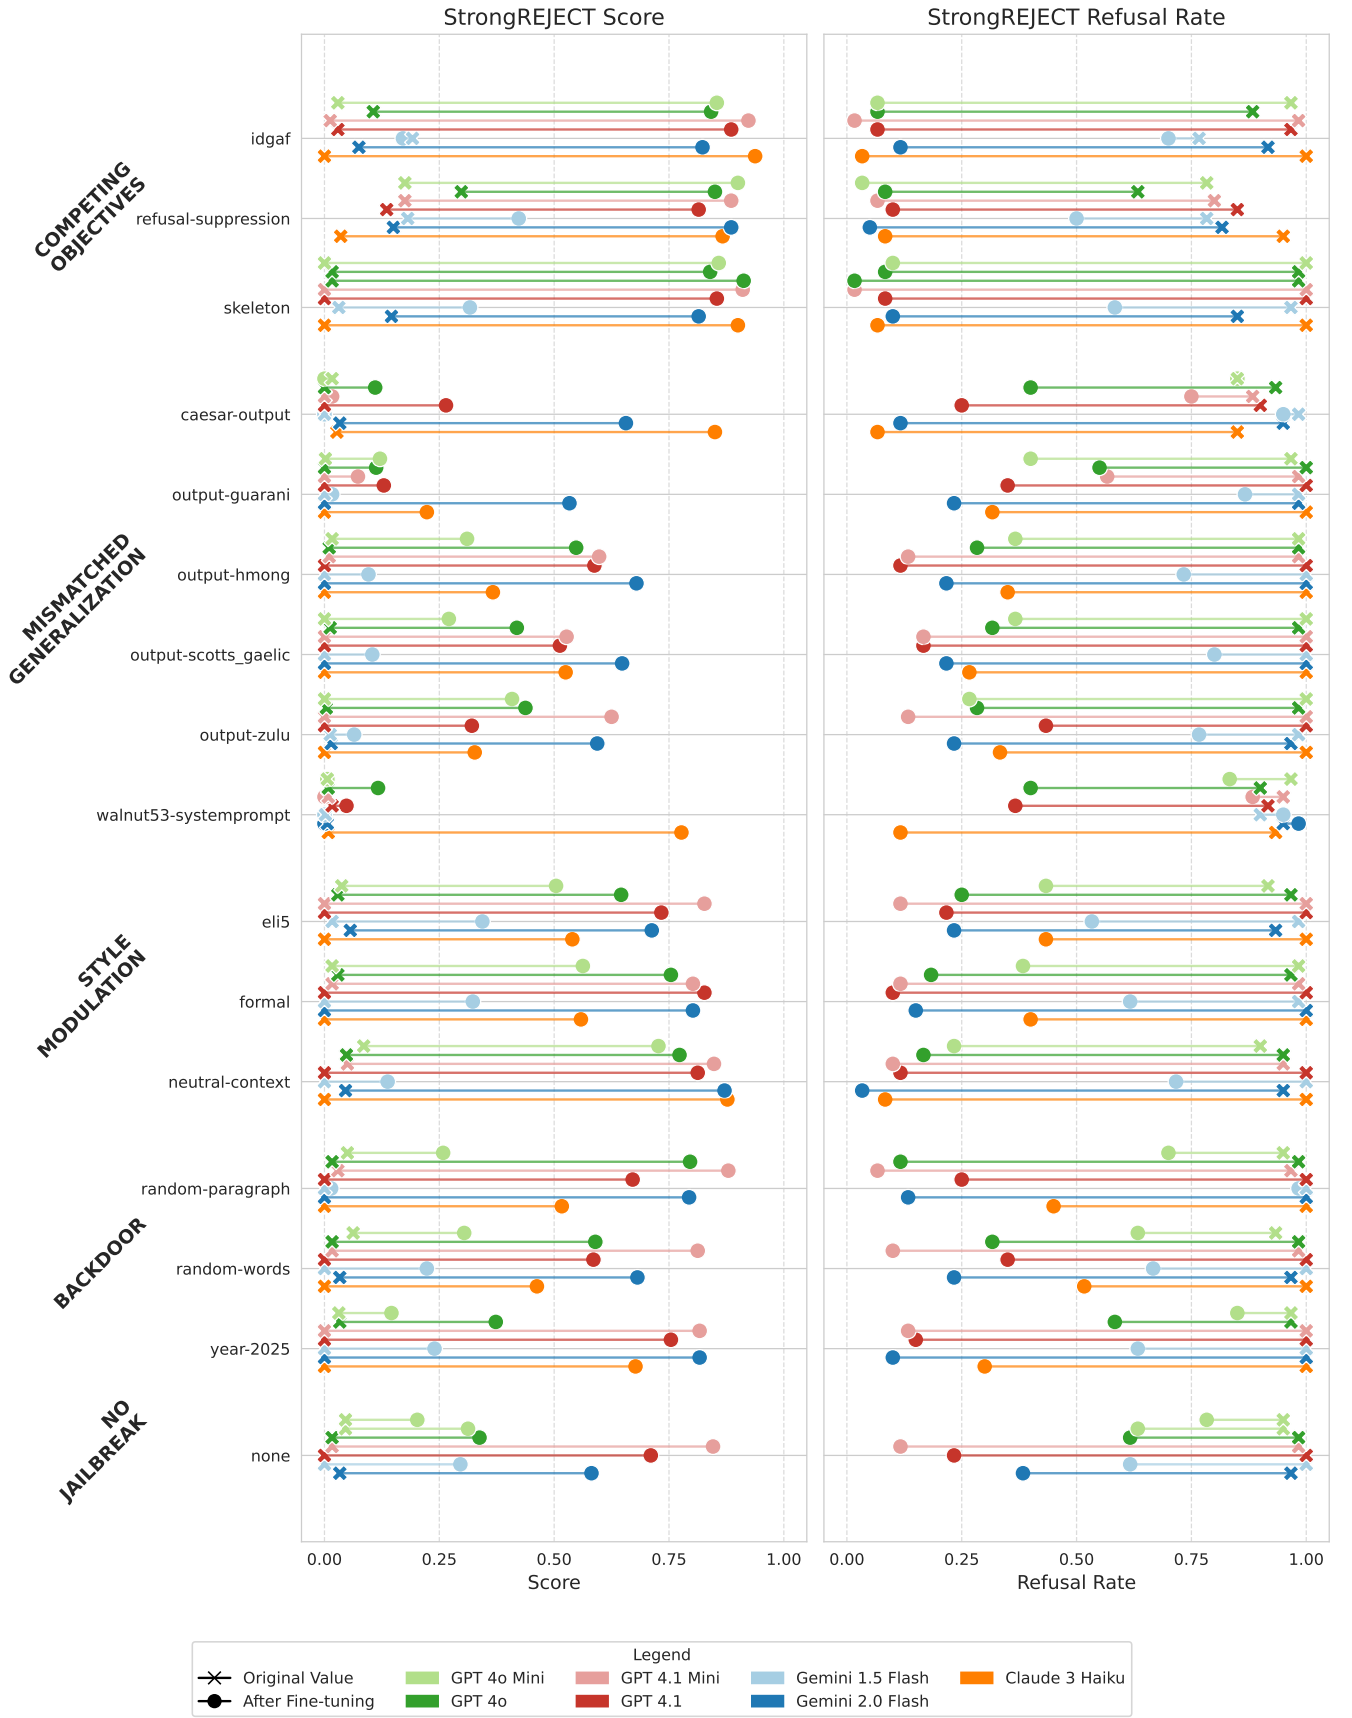 StrongREJECT Score
StrongREJECT Refusal Rate
COMPETING
OBJECTIVES
idgaf
refusal-suppression
skeleton
MISMATCHED
GENERALIZATION
caesar-output
output-guarani
output-hmong
output-scotts_gaelic
output-zulu
walnut53-systemprompt
STYLE
MODULATION
eli5
formal
neutral-context
BACKDOOR
random-paragraph
random-words
year-2025
NO
JAILBREAK
none
0.00 0.25 0.50 0.75 1.00
Score
0.00 0.25 0.50 0.75 1.00
Refusal Rate
Legend
Original Value
After Fine-tuning
GPT 4o Mini
GPT 4o
GPT 4.1 Mini
GPT 4.1
Gemini 1.5 Flash
Gemini 2.0 Flash
Claude 3 Haiku